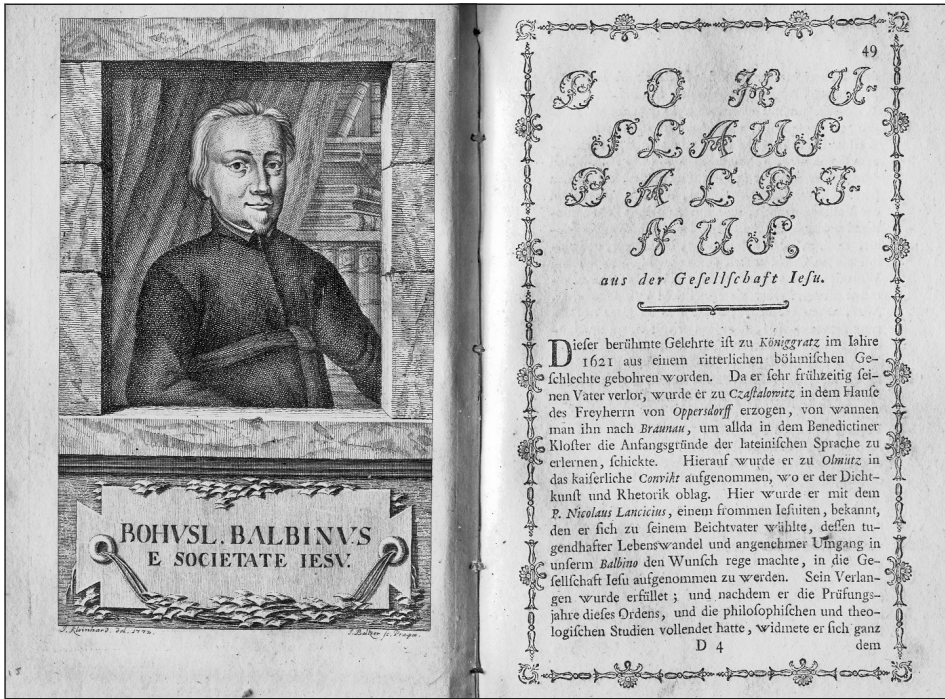 BOHVSL. BALBINVS
E SOCIETATE IESV.
J. Kleinhard. del. 1772.
J. Balzer sc. Pragæ.
49
BOHU-
SLAUS
BALBI-
NUS,
aus der Geſellſchaft Ieſu.
Dieſer berühmte Gelehrte iſt zu Königgratz im Iahre
1621 aus einem ritterlichen böhmiſchen Ge-
ſchlechte gebohren worden. Da er ſehr frühzeitig ſei-
nen Vater verlor, wurde er zu Czaſtalowitz in dem Hauſe
des Freyherrn von Oppersdorff erzogen, von wannen
man ihn nach Braunau, um allda in dem Benedictiner
Kloſter die Anfangsgründe der lateiniſchen Sprache zu
erlernen, ſchickte. Hierauf wurde er zu Olmütz in
das kaiſerliche Convikt aufgenommen, wo er der Dicht-
kunſt und Rhetorik oblag. Hier wurde er mit dem
P. Nicolaus Lancicius, einem frommen Ieſuiten, bekannt,
den er ſich zu ſeinem Beichtvater wählte, deſſen tu-
gendhafter Lebenswandel und angenehmer Umgang in
unſerm Balbino den Wunſch rege machte, in die Ge-
ſellſchaft Ieſu aufgenommen zu werden. Sein Verlan-
gen wurde erfüllet; und nachdem er die Prüfungs-
jahre dieſes Ordens, und die philoſophiſchen und theo-
logiſchen Studien vollendet hatte, widmete er ſich ganz
D 4 dem